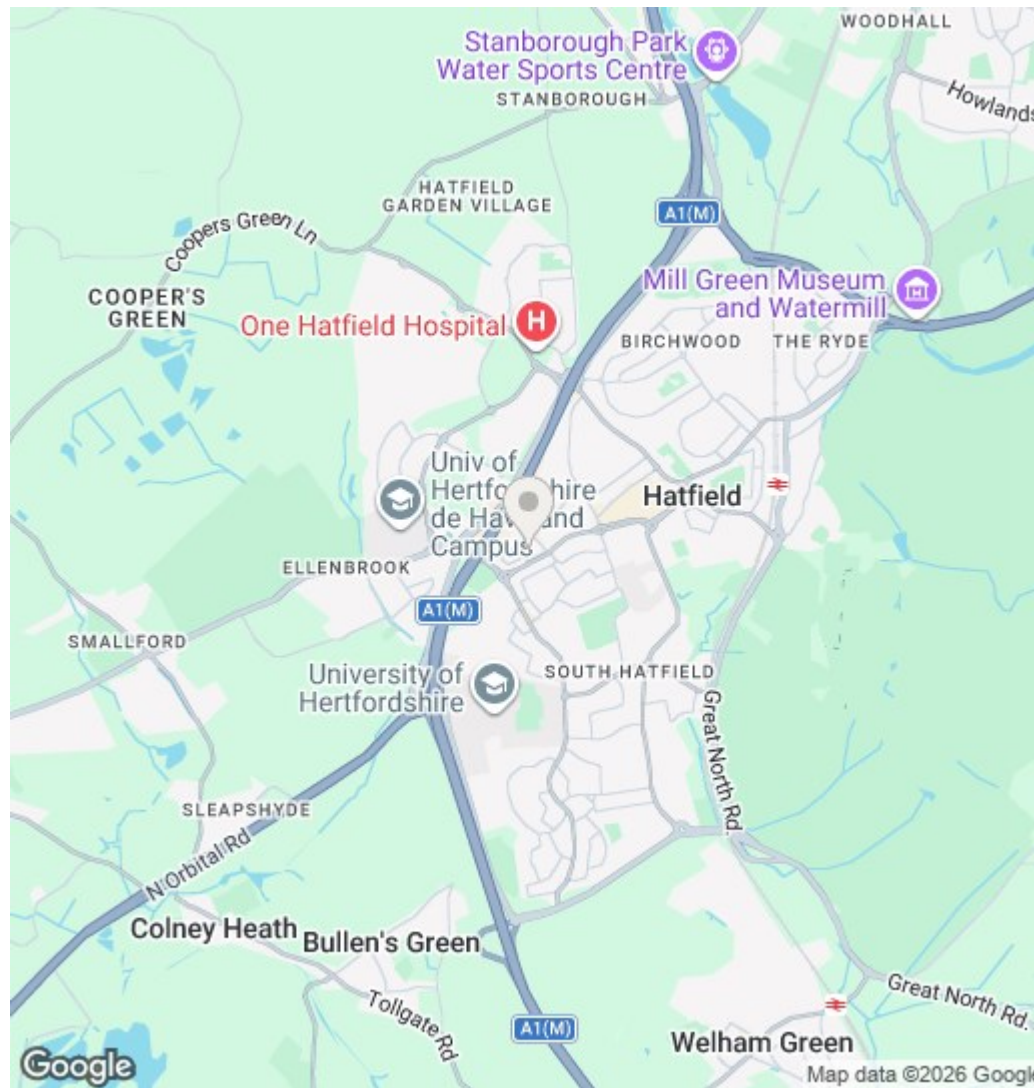 WOODHALL
Stanborough Park
Water Sports Centre
STANBOROUGH
Howlands
HATFIELD
GARDEN VILLAGE
A1(M)
Coopers Green Ln
Mill Green Museum
and Watermill
COOPER'S
GREEN
One Hatfield Hospital
H
BIRCHWOOD
THE RYDE
Univ of
Hertfordshire
de Havilland
Campus
Hatfield
ELLENBROOK
A1(M)
SMALLFORD
University of
Hertfordshire
SOUTH HATFIELD
Great North Rd.
SLEAPSHYDE
N Orbital Rd
Colney Heath
Bullen's Green
Tollgate Rd
Great North Rd.
A1(M)
Welham Green
Google
Map data ©2026 Google